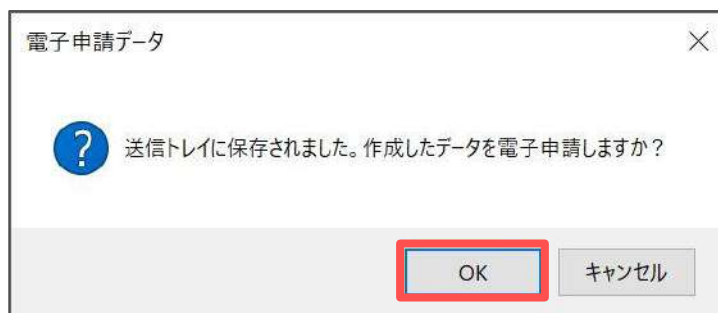 電子申請データ
送信トレイに保存されました。作成したデータを電子申請しますか？
OK
キャンセル